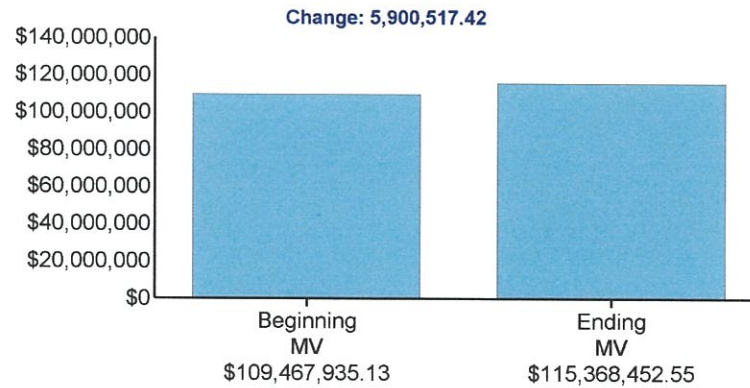 Change: 5,900,517.42
$140,000,000
$120,000,000
$100,000,000
$80,000,000
$60,000,000
$40,000,000
$20,000,000
$0
Beginning
MV
$109,467,935.13
Ending
MV
$115,368,452.55